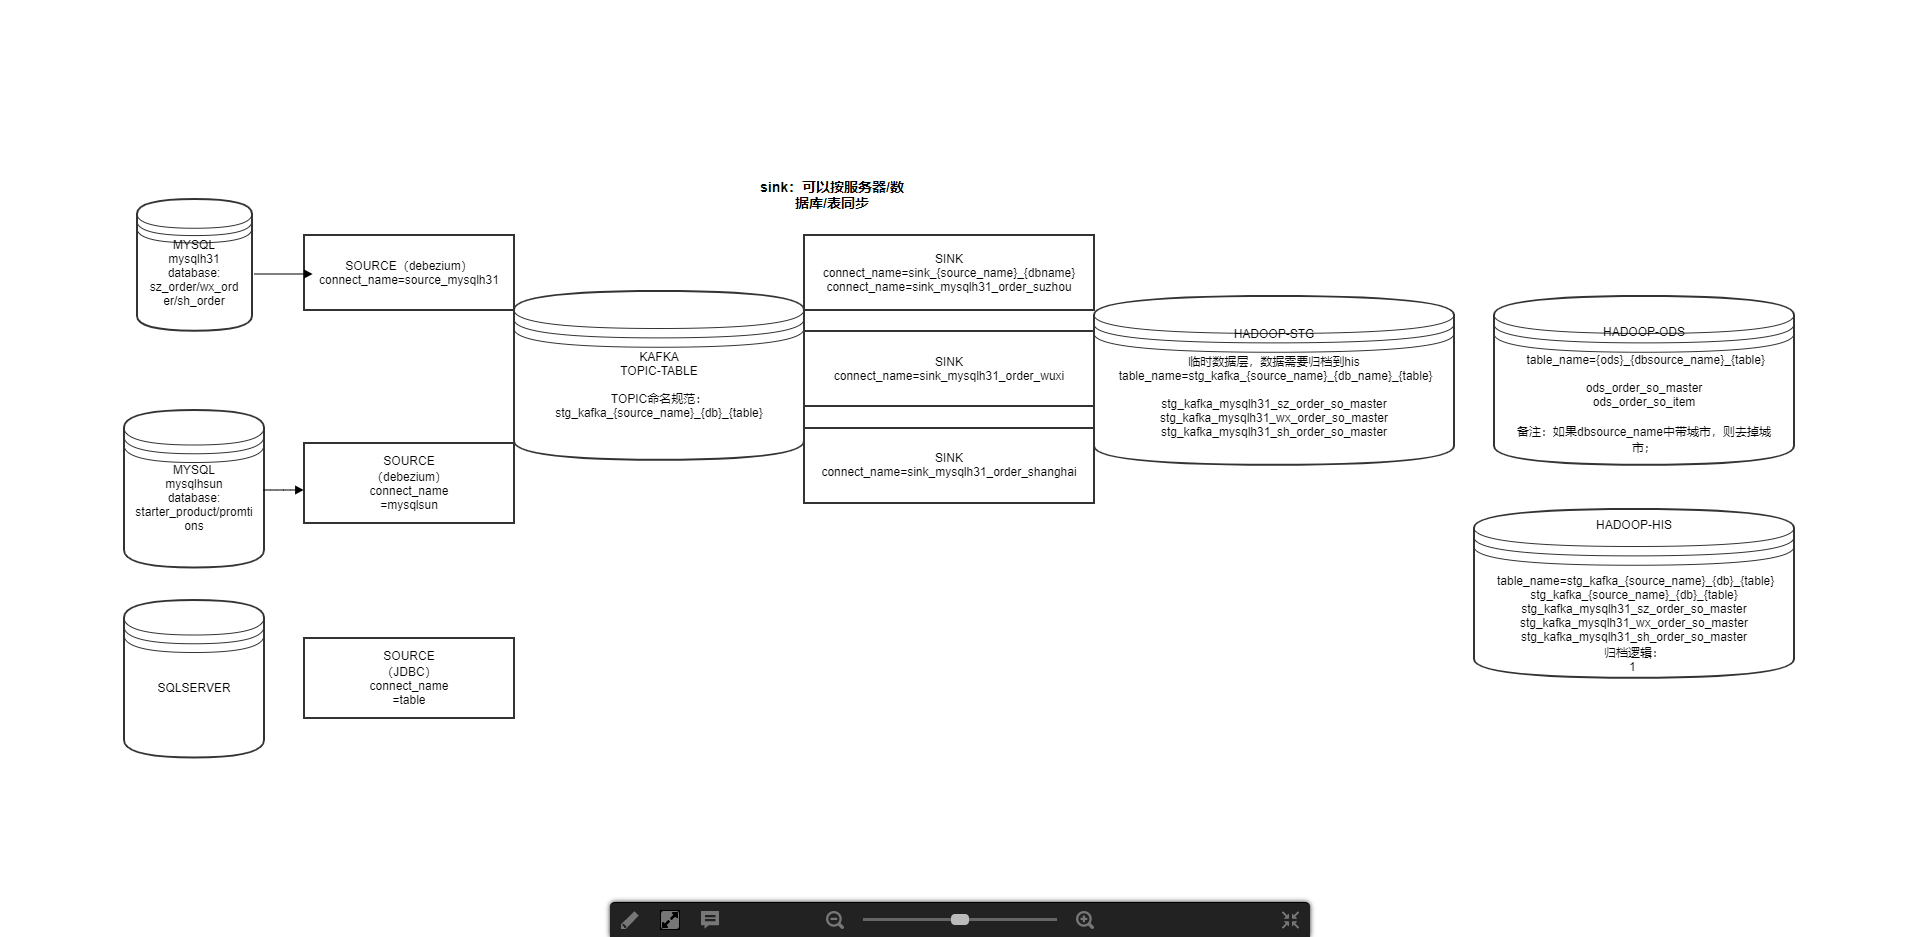 sink：可以按服务器/数
据库/表同步
MYSQL
mysqlh31
database:
sz_order/wx_ord
er/sh_order
SOURCE（debezium）
connect_name=source_mysqlh31
MYSQL
mysqlhsun
database:
starter_product/promti
ons
SOURCE
（debezium）
connect_name
=mysqlsun
SQLSERVER
SOURCE
（JDBC）
connect_name
=table
KAFKA
TOPIC-TABLE
TOPIC命名规范：
stg_kafka_{source_name}_{db}_{table}
SINK
connect_name=sink_{source_name}_{dbname}
connect_name=sink_mysqlh31_order_suzhou
SINK
connect_name=sink_mysqlh31_order_wuxi
SINK
connect_name=sink_mysqlh31_order_shanghai
HADOOP-STG
临时数据层，数据需要归档到his
table_name=stg_kafka_{source_name}_{db_name}_{table}
stg_kafka_mysqlh31_sz_order_so_master
stg_kafka_mysqlh31_wx_order_so_master
stg_kafka_mysqlh31_sh_order_so_master
HADOOP-ODS
table_name={ods}_{dbsource_name}_{table}
ods_order_so_master
ods_order_so_item
备注：如果dbsource_name中带城市，则去掉城
市；
HADOOP-HIS
table_name=stg_kafka_{source_name}_{db}_{table}
stg_kafka_{source_name}_{db}_{table}
stg_kafka_mysqlh31_sz_order_so_master
stg_kafka_mysqlh31_wx_order_so_master
stg_kafka_mysqlh31_sh_order_so_master
归档逻辑：
1